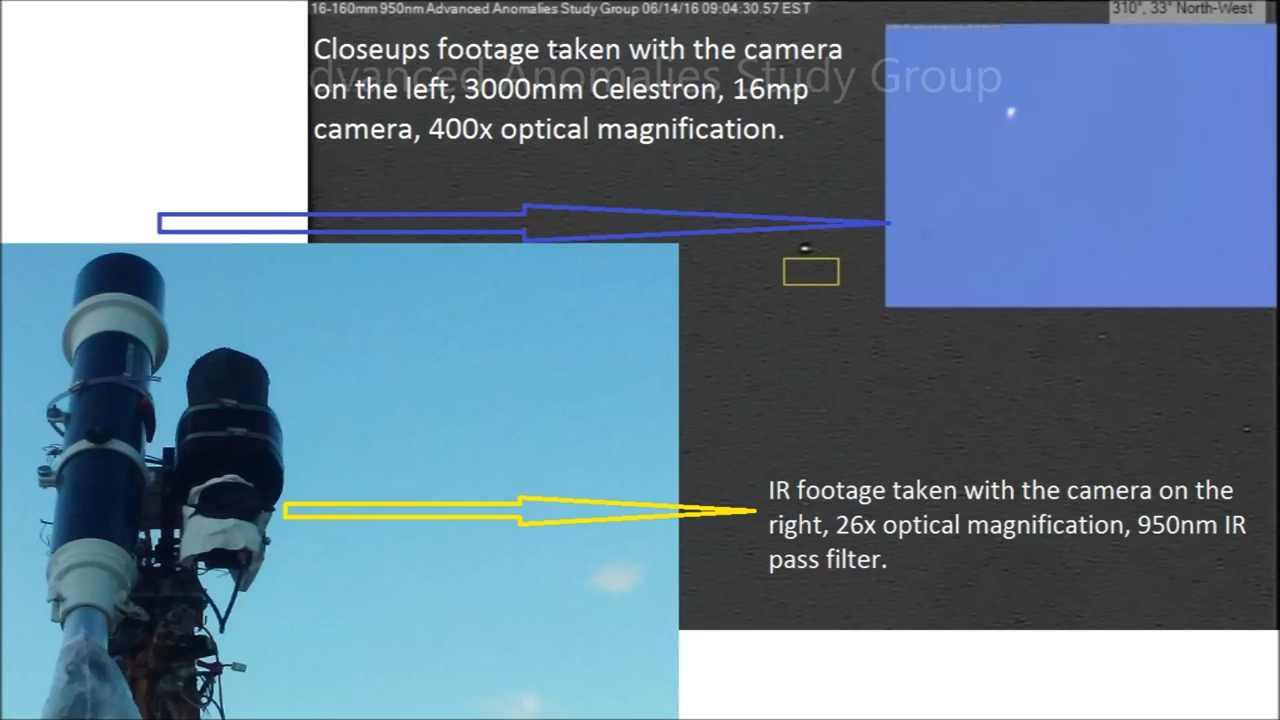 16-160mm 950nm Advanced Anomalies Study Group 06/14/16 09:04:30.57 EST
310°, 33° North-West
Closeups footage taken with the camera
on the left, 3000mm Celestron, 16mp
camera, 400x optical magnification.
Advanced Anomalies Study Group
IR footage taken with the camera on the
right, 26x optical magnification, 950nm IR
pass filter.